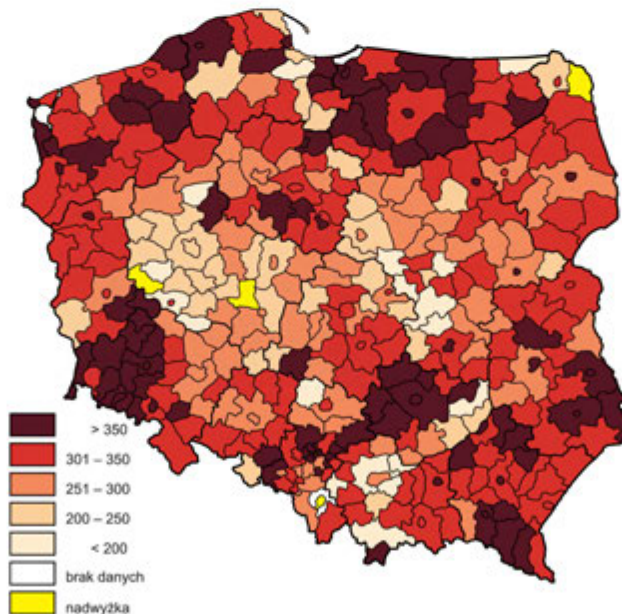 > 350
301 – 350
251 – 300
200 – 250
< 200
brak danych
nadwyżka